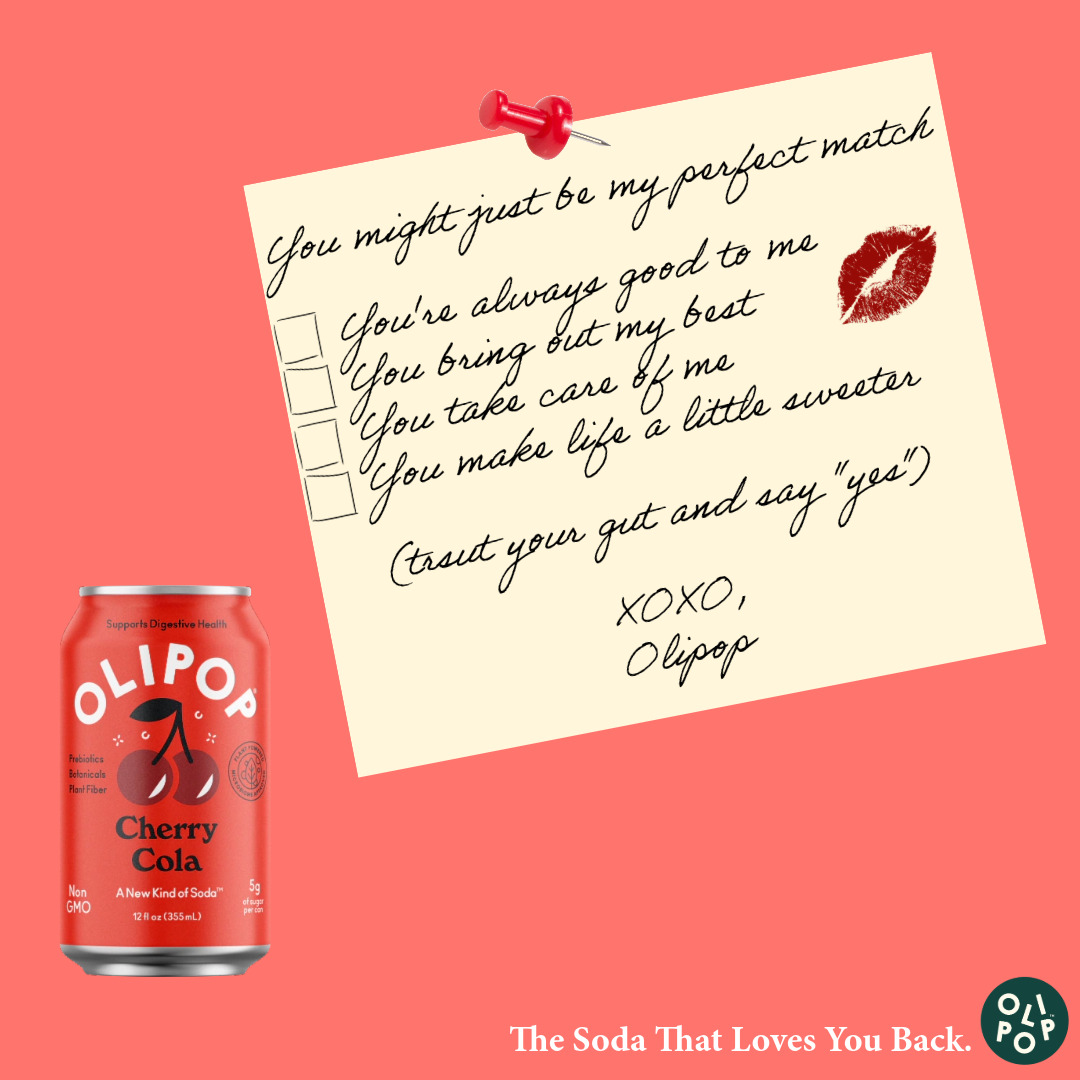 You might just be my perfect match
You're always good to me
You bring out my best
You take care of me
You make life a little sweeter
(trsut your gut and say "yes")
XOXO,
Olipop
Supports Digestive Health
OLIPOP
Prebiotics
Botanicals
Plant Fiber
Cherry
Cola
Non
GMO
A New Kind of Soda™
5g
of sugar
per can
12 fl oz (355mL)
The Soda That Loves You Back.
OLIPOP